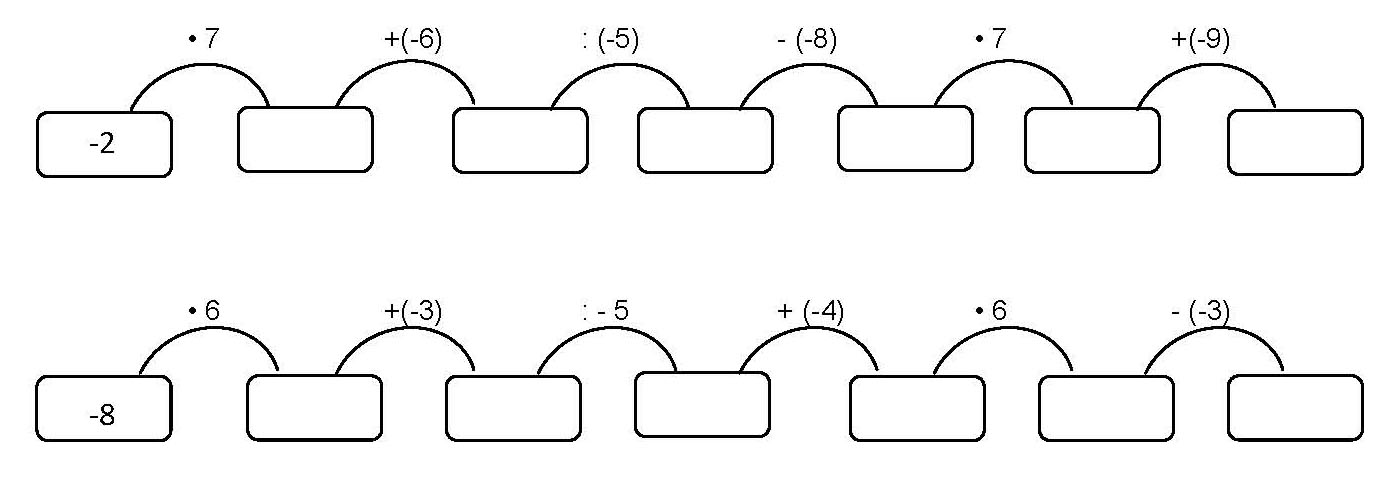 • 7 +(-6) : (-5) - (-8) • 7 +(-9)
-2
• 6 +(-3) : - 5 + (-4) • 6 - (-3)
-8